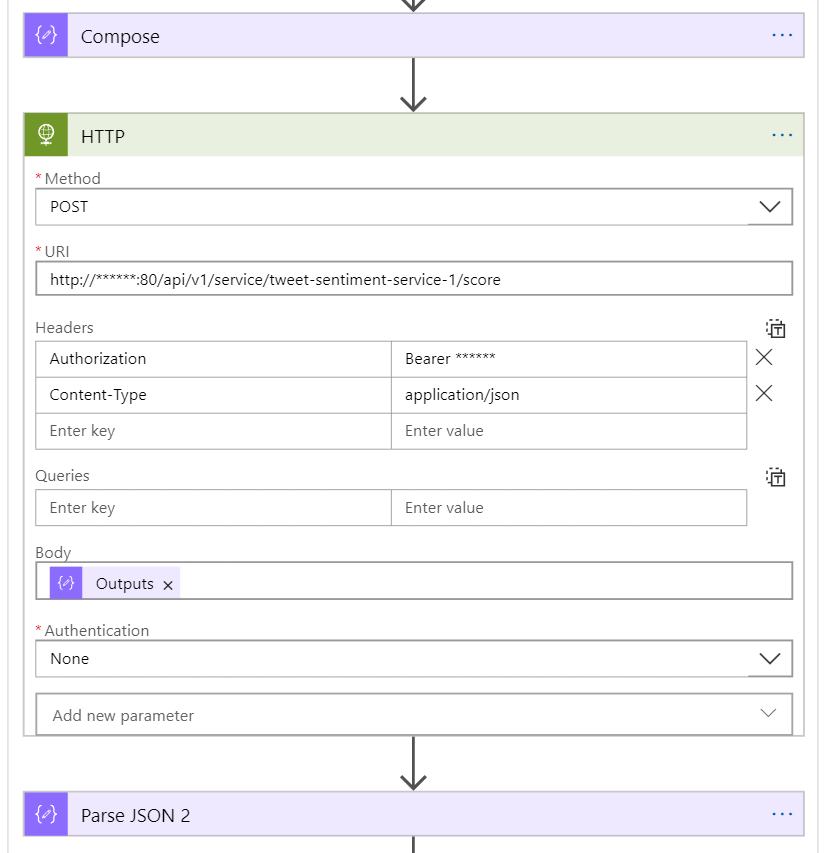 Compose
HTTP
* Method
POST
* URI
http://******:80/api/v1/service/tweet-sentiment-service-1/score
Headers
Authorization Bearer ******
Content-Type application/json
Enter key Enter value
Queries
Enter key Enter value
Body
Outputs ×
* Authentication
None
Add new parameter
Parse JSON 2